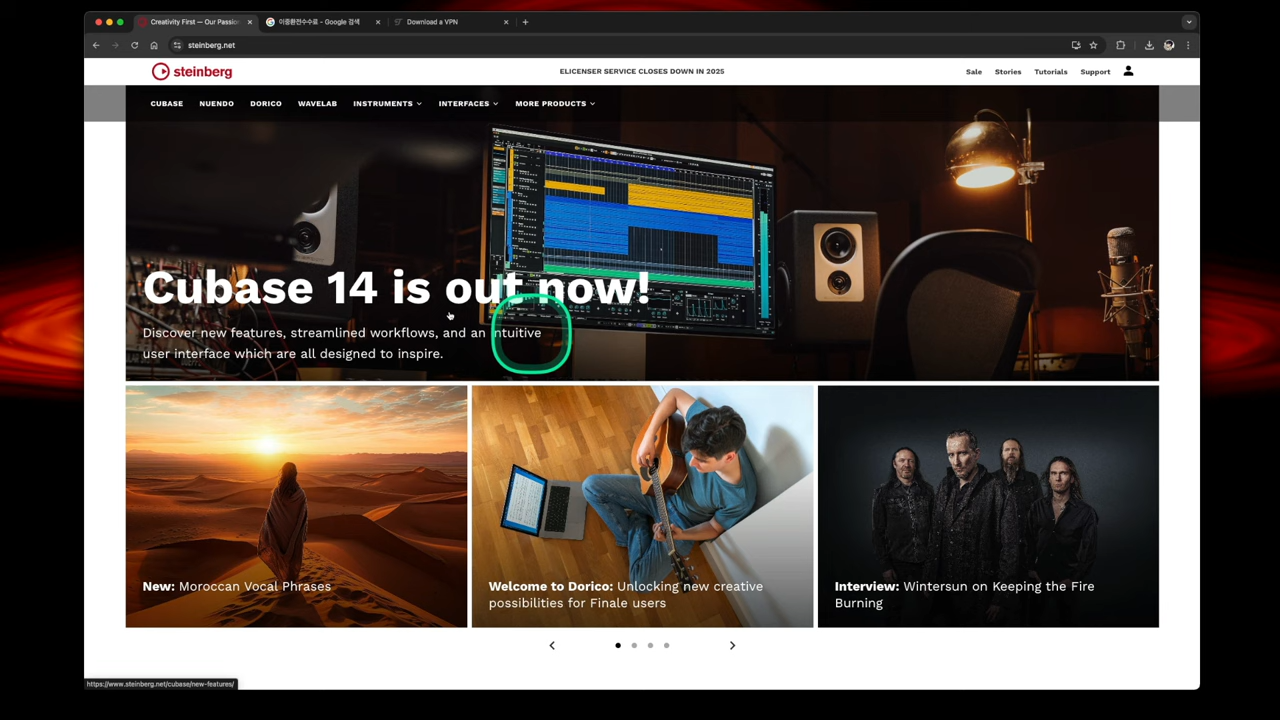 Creativity First — Our Passion
이중환전수수료 - Google 검색
Download a VPN
steinberg.net
steinberg
ELICENSER SERVICE CLOSES DOWN IN 2025
Sale Stories Tutorials Support
CUBASE NUENDO DORICO WAVELAB INSTRUMENTS INTERFACES MORE PRODUCTS
Cubase 14 is out now!
Discover new features, streamlined workflows, and an intuitive
user interface which are all designed to inspire.
New: Moroccan Vocal Phrases
Welcome to Dorico: Unlocking new creative
possibilities for Finale users
Interview: Wintersun on Keeping the Fire
Burning
https://www.steinberg.net/cubase/new-features/